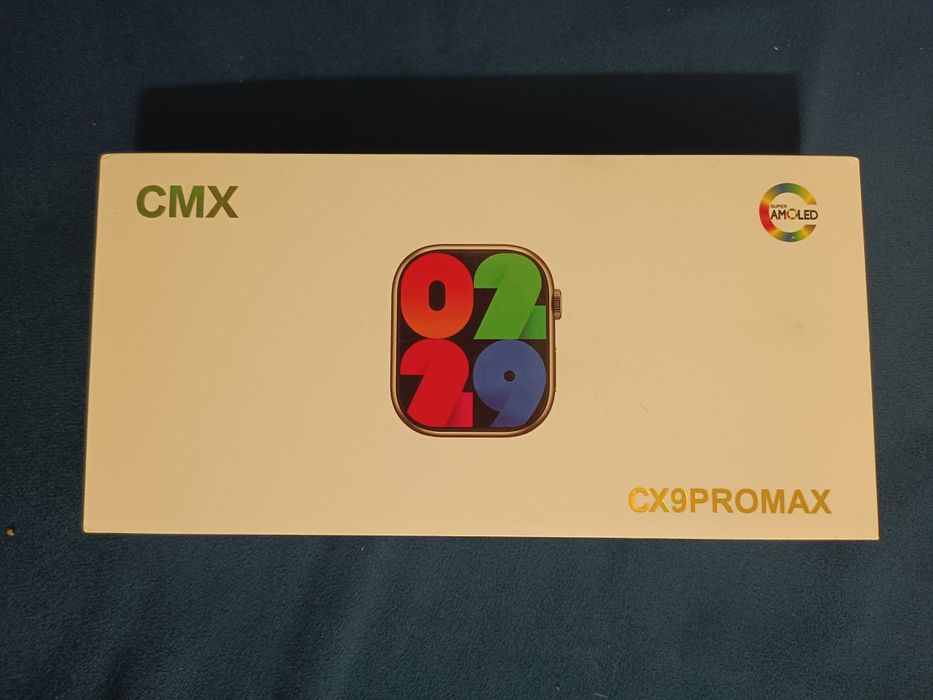 CMX
SUPER
AMOLED
02
29
CX9PROMAX